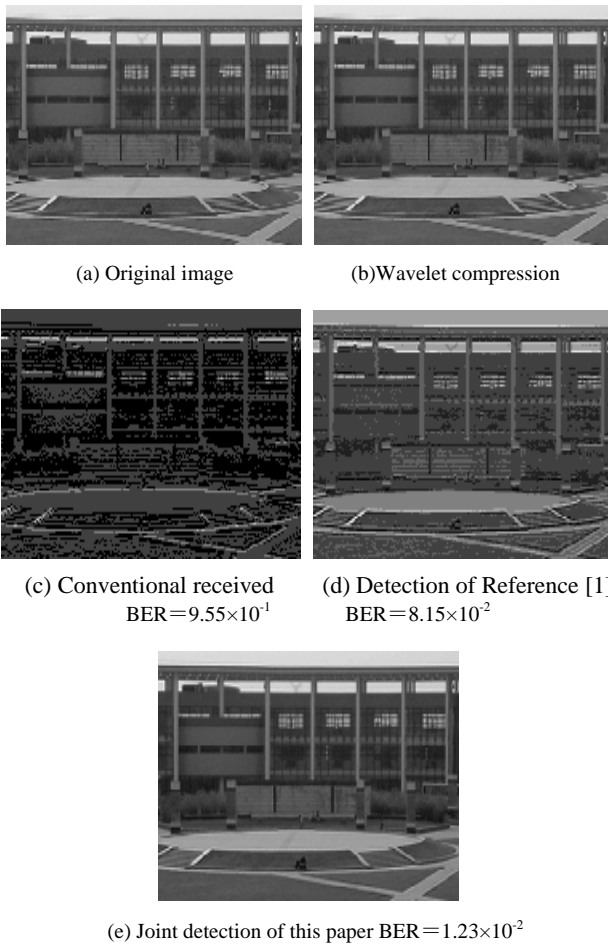 (a) Original image
(b)Wavelet compression
(c) Conventional received
BER＝9.55×10⁻¹
(d) Detection of Reference [1]
BER＝8.15×10⁻²
(e) Joint detection of this paper BER＝1.23×10⁻²